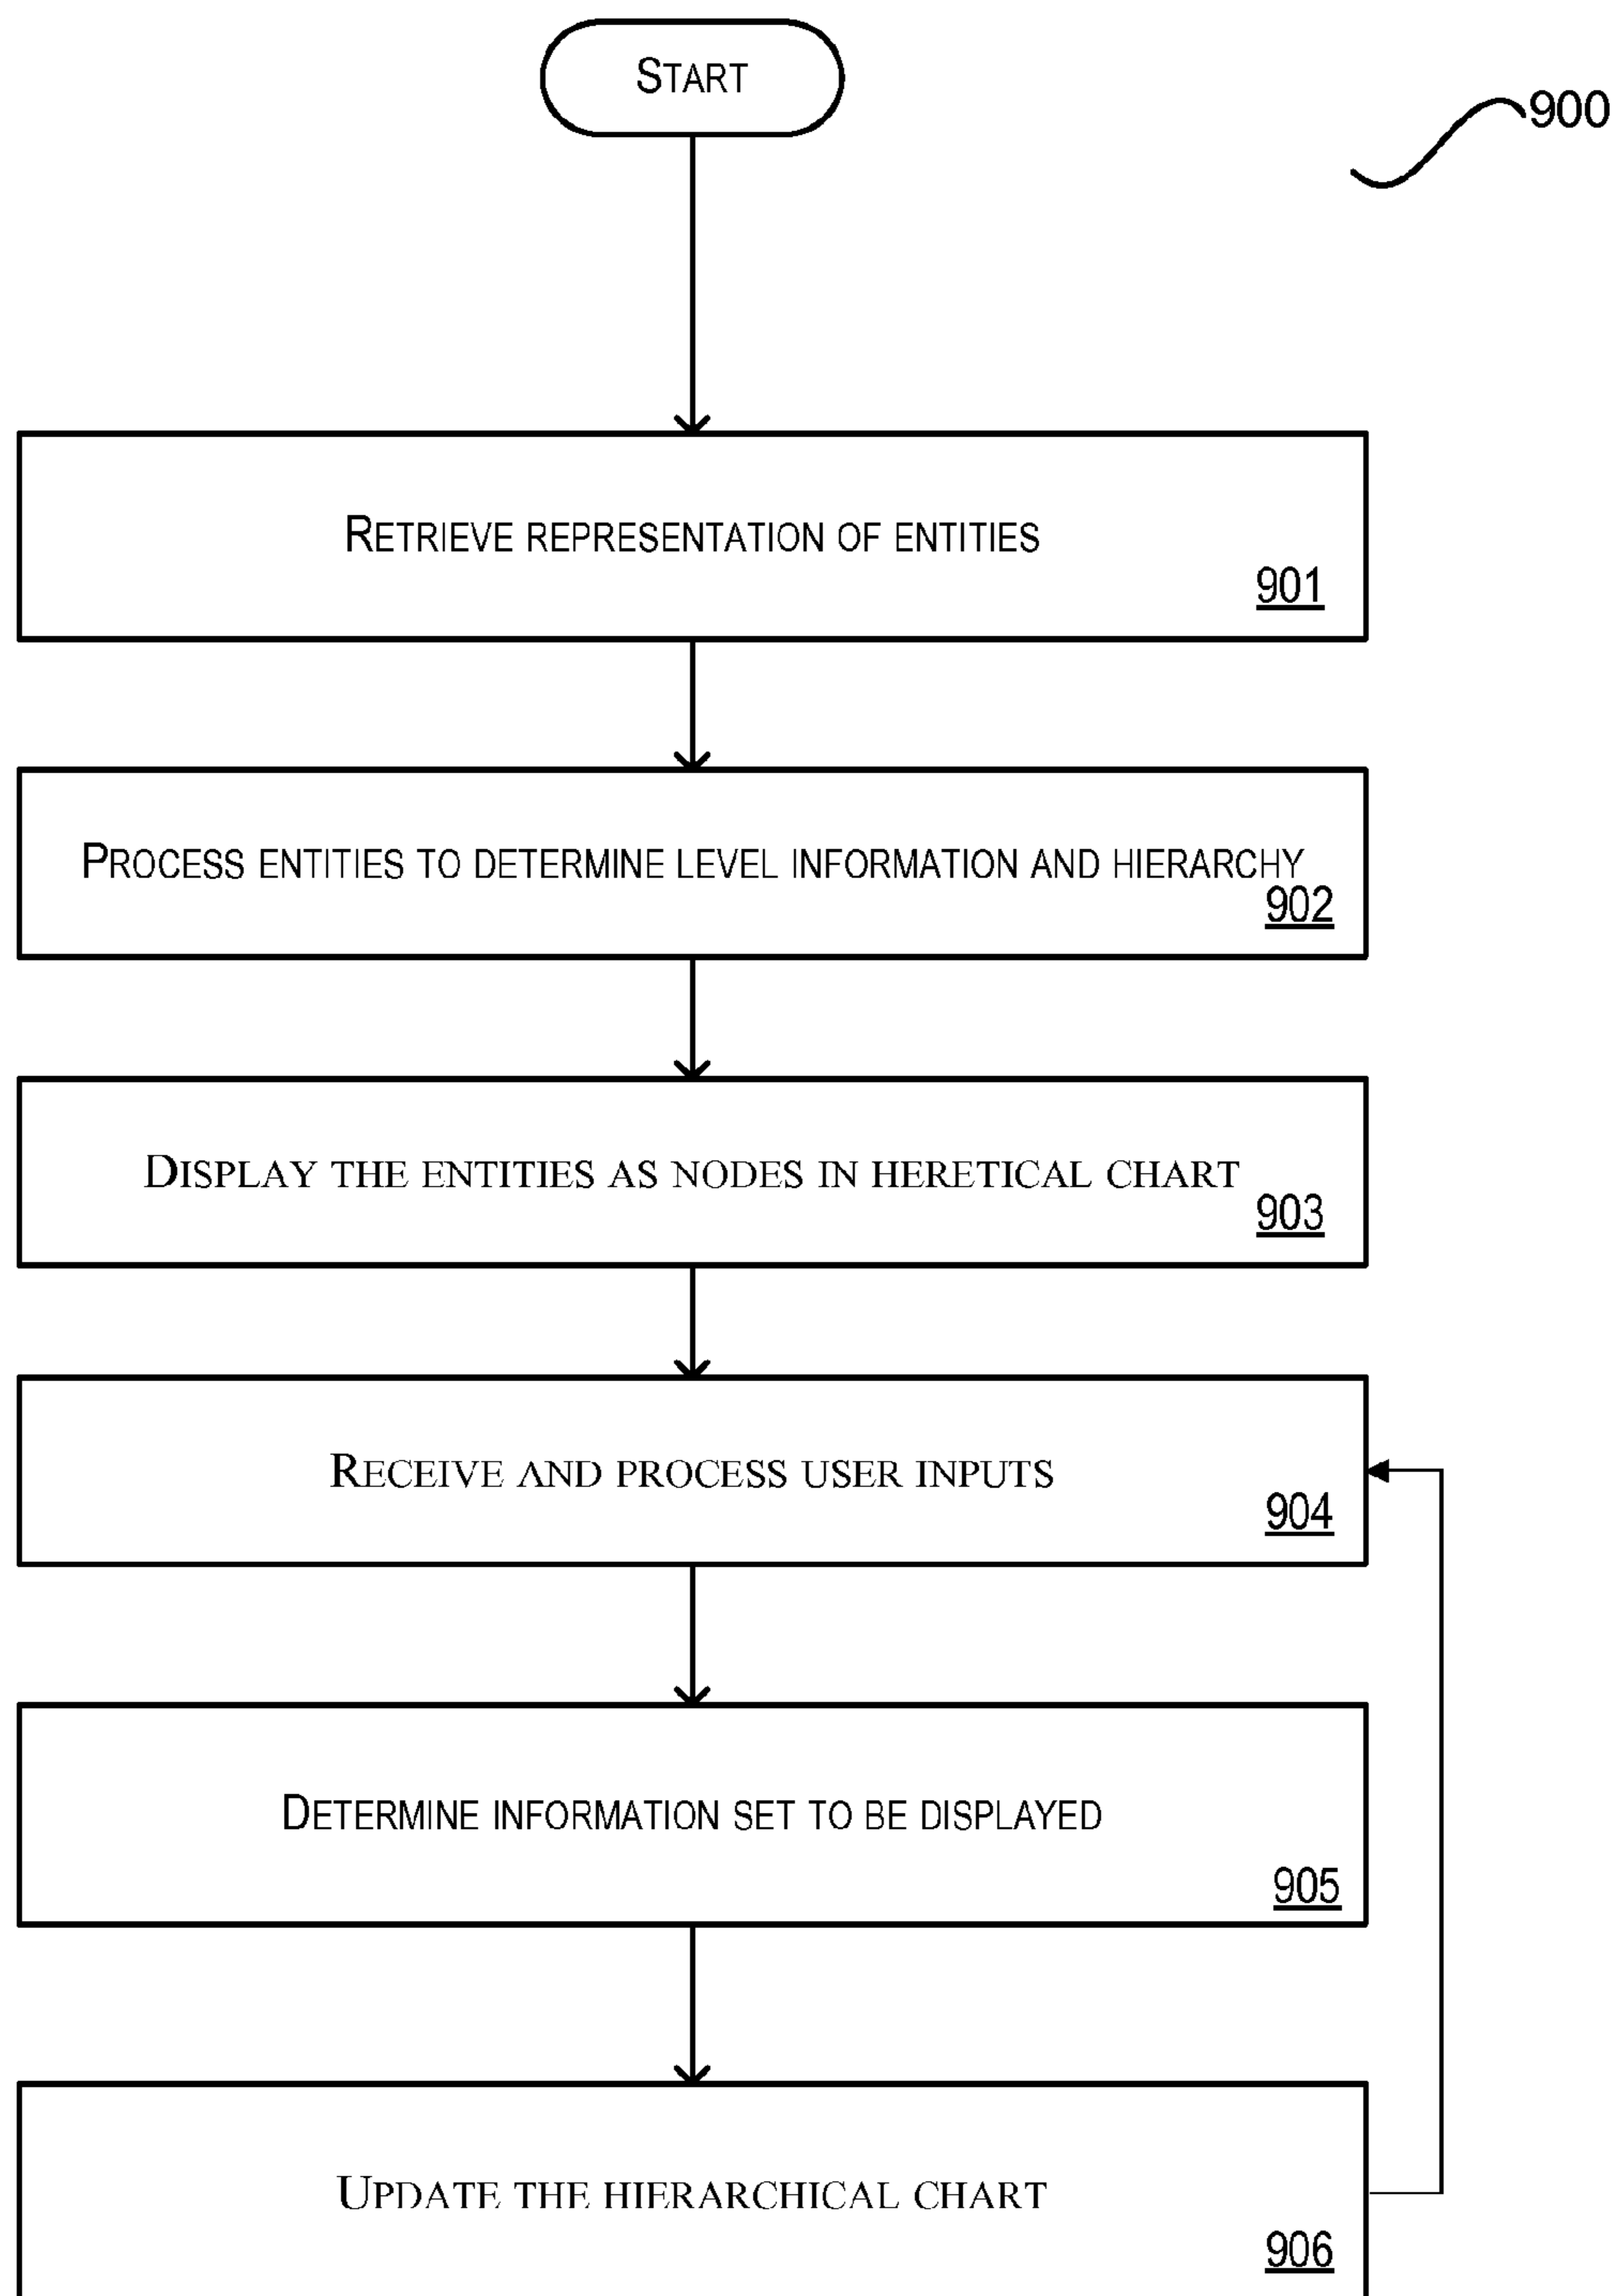 START
900
RETRIEVE REPRESENTATION OF ENTITIES
901
PROCESS ENTITIES TO DETERMINE LEVEL INFORMATION AND HIERARCHY
902
DISPLAY THE ENTITIES AS NODES IN HERETICAL CHART
903
RECEIVE AND PROCESS USER INPUTS
904
DETERMINE INFORMATION SET TO BE DISPLAYED
905
UPDATE THE HIERARCHICAL CHART
906